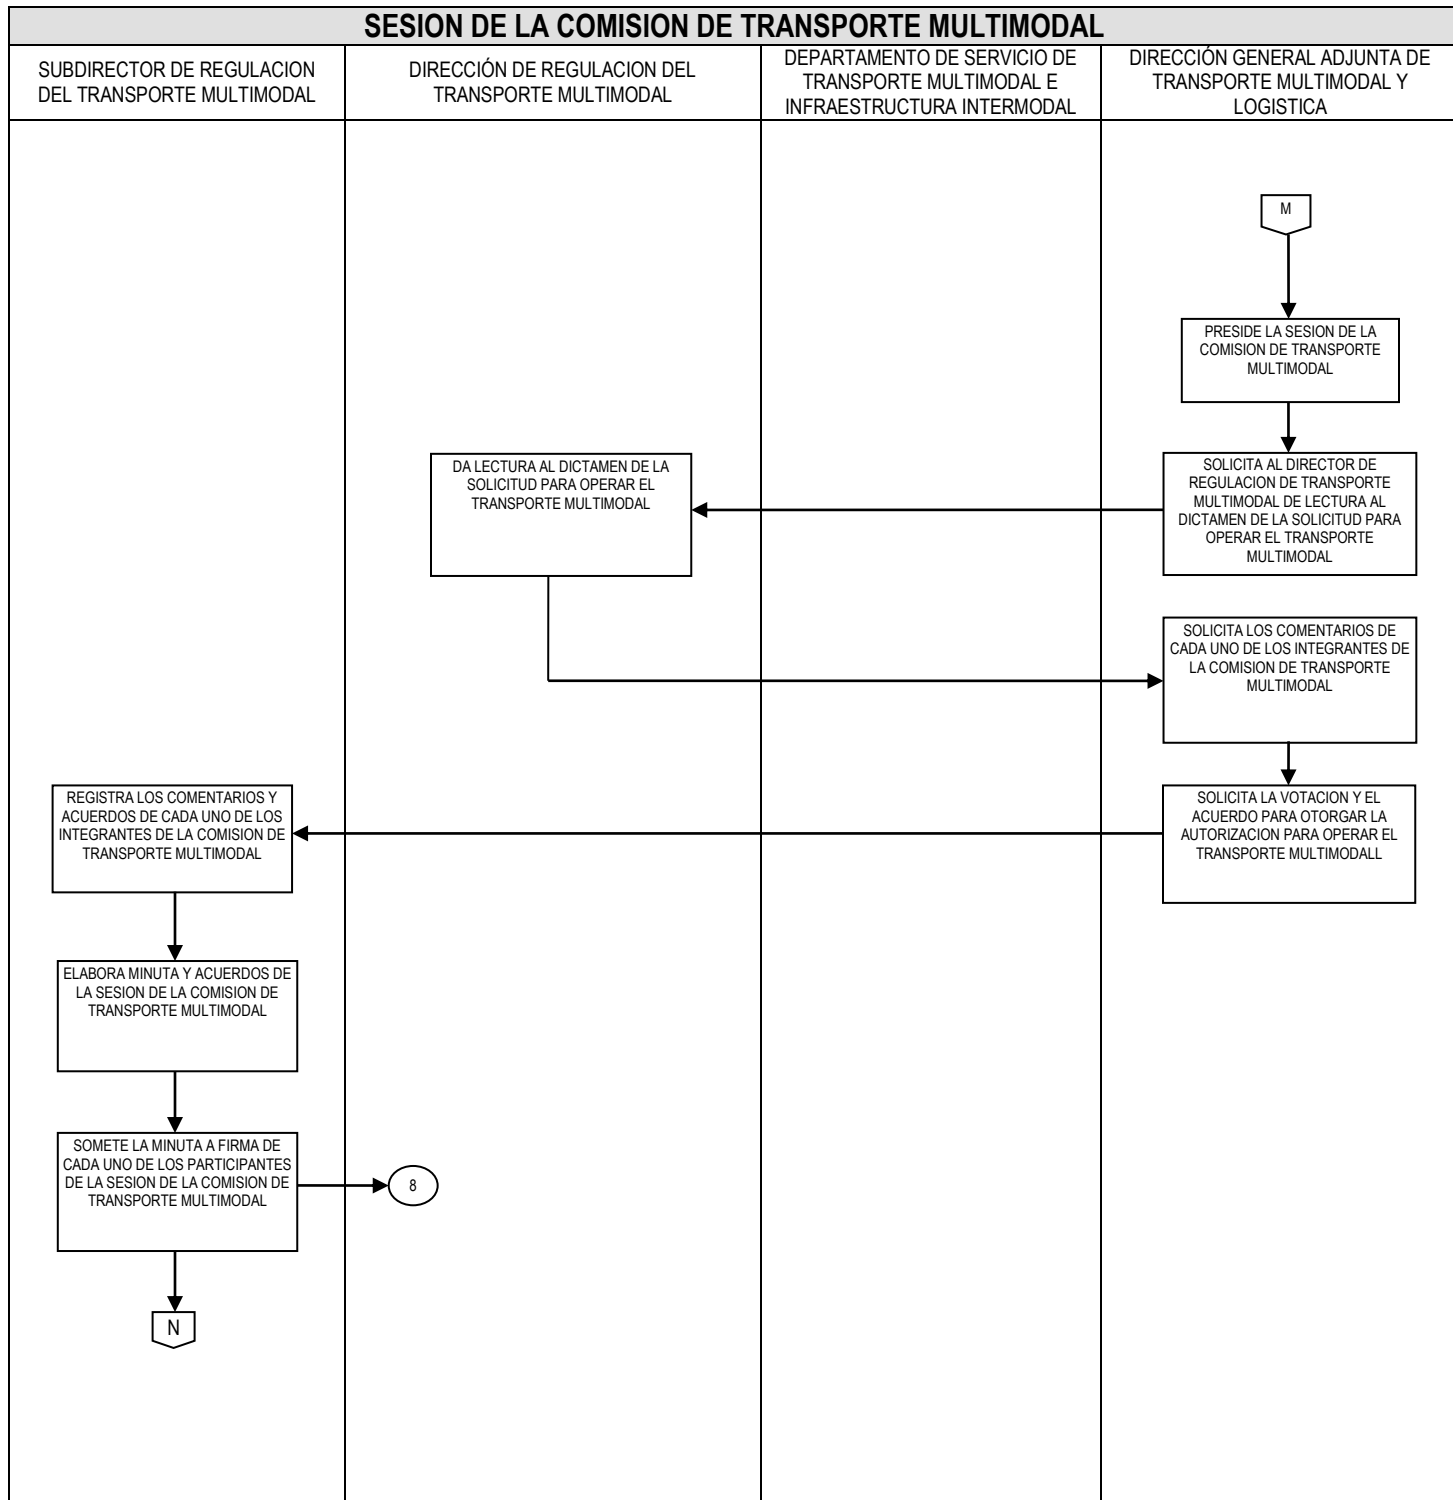 SESION DE LA COMISION DE TRANSPORTE MULTIMODAL
SUBDIRECTOR DE REGULACION
DEL TRANSPORTE MULTIMODAL
DIRECCIÓN DE REGULACION DEL
TRANSPORTE MULTIMODAL
DEPARTAMENTO DE SERVICIO DE
TRANSPORTE MULTIMODAL E
INFRAESTRUCTURA INTERMODAL
DIRECCIÓN GENERAL ADJUNTA DE
TRANSPORTE MULTIMODAL Y
LOGISTICA
M
PRESIDE LA SESION DE LA
COMISION DE TRANSPORTE
MULTIMODAL
SOLICITA AL DIRECTOR DE
REGULACION DE TRANSPORTE
MULTIMODAL DE LECTURA AL
DICTAMEN DE LA SOLICITUD PARA
OPERAR EL TRANSPORTE
MULTIMODAL
DA LECTURA AL DICTAMEN DE LA
SOLICITUD PARA OPERAR EL
TRANSPORTE MULTIMODAL
SOLICITA LOS COMENTARIOS DE
CADA UNO DE LOS INTEGRANTES DE
LA COMISION DE TRANSPORTE
MULTIMODAL
SOLICITA LA VOTACION Y EL
ACUERDO PARA OTORGAR LA
AUTORIZACION PARA OPERAR EL
TRANSPORTE MULTIMODALL
REGISTRA LOS COMENTARIOS Y
ACUERDOS DE CADA UNO DE LOS
INTEGRANTES DE LA COMISION DE
TRANSPORTE MULTIMODAL
ELABORA MINUTA Y ACUERDOS DE
LA SESION DE LA COMISION DE
TRANSPORTE MULTIMODAL
SOMETE LA MINUTA A FIRMA DE
CADA UNO DE LOS PARTICIPANTES
DE LA SESION DE LA COMISION DE
TRANSPORTE MULTIMODAL
8
N